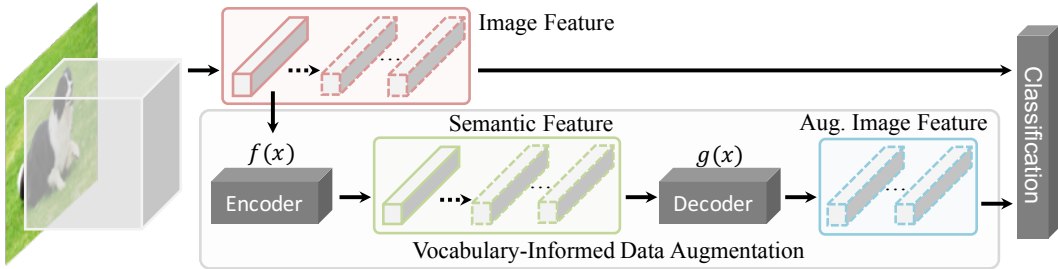 Image Feature
...
Semantic Feature
Aug. Image Feature
f(x)
g(x)
Encoder
...
Decoder
...
Classification
Vocabulary-Informed Data Augmentation